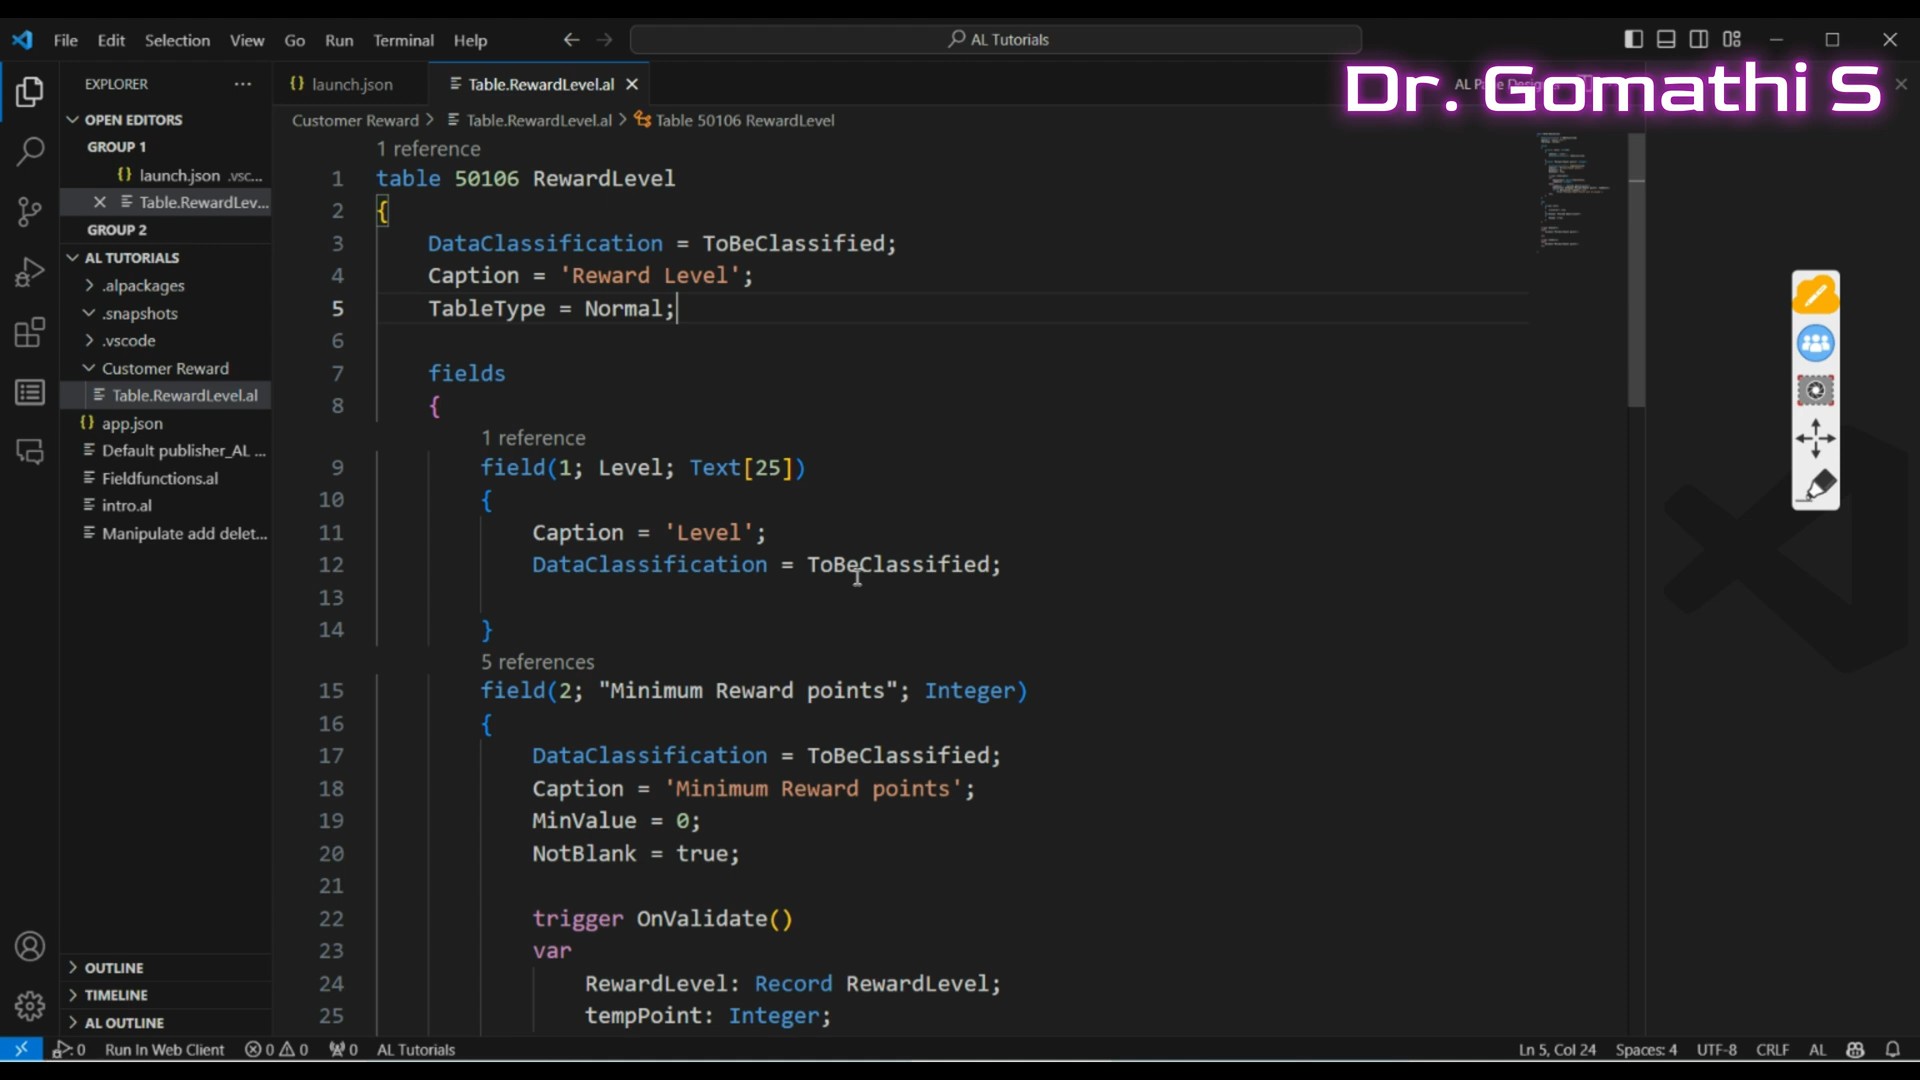 File Edit Selection View Go Run Terminal Help
AL Tutorials
Dr. Gomathi S
EXPLORER
launch.json
Table.RewardLevel.al
OPEN EDITORS
GROUP 1
launch.json .vsc...
Table.RewardLev...
GROUP 2
AL TUTORIALS
.alpackages
.snapshots
.vscode
Customer Reward
Table.RewardLevel.al
app.json
Default publisher_AL ...
Fieldfunctions.al
intro.al
Manipulate add delet...
OUTLINE
TIMELINE
AL OUTLINE
Customer Reward > Table.RewardLevel.al > Table 50106 RewardLevel
1 reference
1 table 50106 RewardLevel
2 {
3 DataClassification = ToBeClassified;
4 Caption = 'Reward Level';
5 TableType = Normal;
6
7 fields
8 {
1 reference
9 field(1; Level; Text[25])
10 {
11 Caption = 'Level';
12 DataClassification = ToBeClassified;
13
14 }
5 references
15 field(2; "Minimum Reward points"; Integer)
16 {
17 DataClassification = ToBeClassified;
18 Caption = 'Minimum Reward points';
19 MinValue = 0;
20 NotBlank = true;
21
22 trigger OnValidate()
23 var
24 RewardLevel: Record RewardLevel;
25 tempPoint: Integer;
0 Run In Web Client 0 0 0 AL Tutorials
Ln 5, Col 24 Spaces: 4 UTF-8 CRLF AL